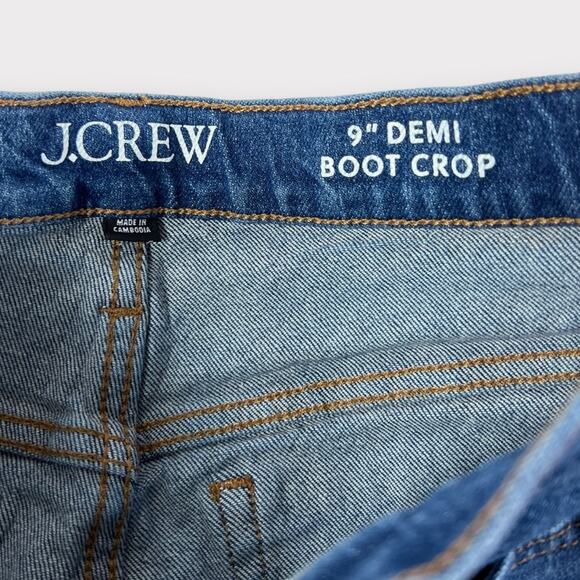 J.CREW
9" DEMI
BOOT CROP
MADE IN
CAMBODIA